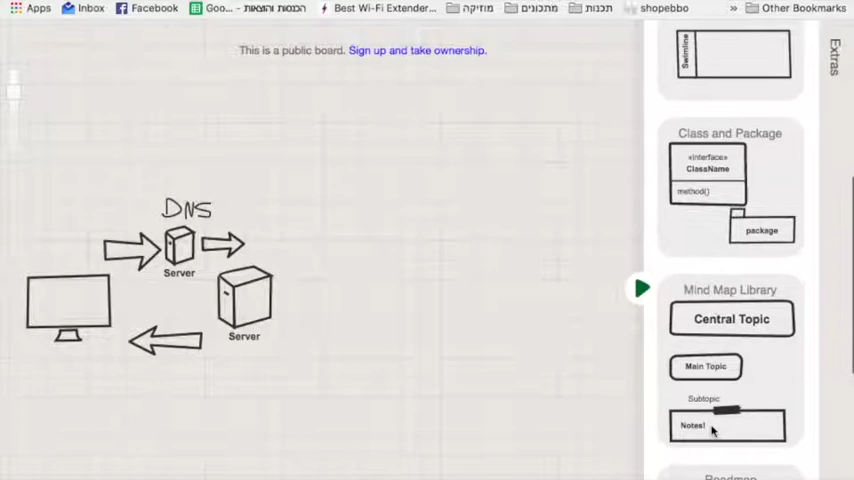 Apps Inbox Facebook Goo... הכנסות והוצאות Best Wi-Fi Extender... מוזיקה מתכונים תכנות shopebbo » Other Bookmarks
This is a public board. Sign up and take ownership.
Extras
Swimline
Class and Package
«interface»
ClassName
method()
package
DNS
Server
Server
Mind Map Library
Central Topic
Main Topic
Subtopic
Notes!
Roadmap